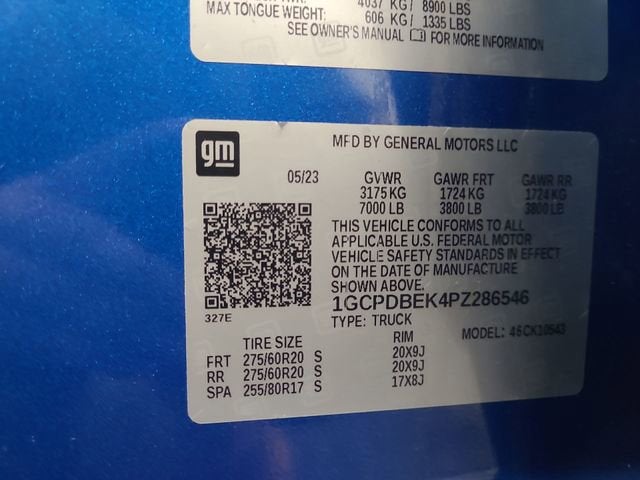 4037 KG / 8900 LBS
MAX TONGUE WEIGHT: 606 KG / 1335 LBS
SEE OWNER'S MANUAL FOR MORE INFORMATION
gm
MFD BY GENERAL MOTORS LLC
05/23 GVWR GAWR FRT GAWR RR
3175 KG 1724 KG 1724 KG
7000 LB 3800 LB 3800 LB
THIS VEHICLE CONFORMS TO ALL
APPLICABLE U.S. FEDERAL MOTOR
VEHICLE SAFETY STANDARDS IN EFFECT
ON THE DATE OF MANUFACTURE
SHOWN ABOVE.
327E
1GCPDBEK4PZ286546
TYPE: TRUCK MODEL: 46CK10543
TIRE SIZE RIM
FRT 275/60R20 S 20X9J
RR 275/60R20 S 20X9J
SPA 255/80R17 S 17X8J